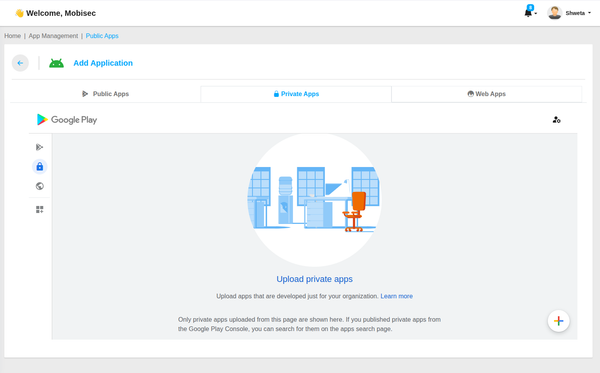 👋 Welcome, Mobisec
8
Shweta
Home | App Management | Public Apps
Add Application
Public Apps
Private Apps
Web Apps
Google Play
Upload private apps
Upload apps that are developed just for your organization. Learn more
Only private apps uploaded from this page are shown here. If you published private apps from
the Google Play Console, you can search for them on the apps search page.